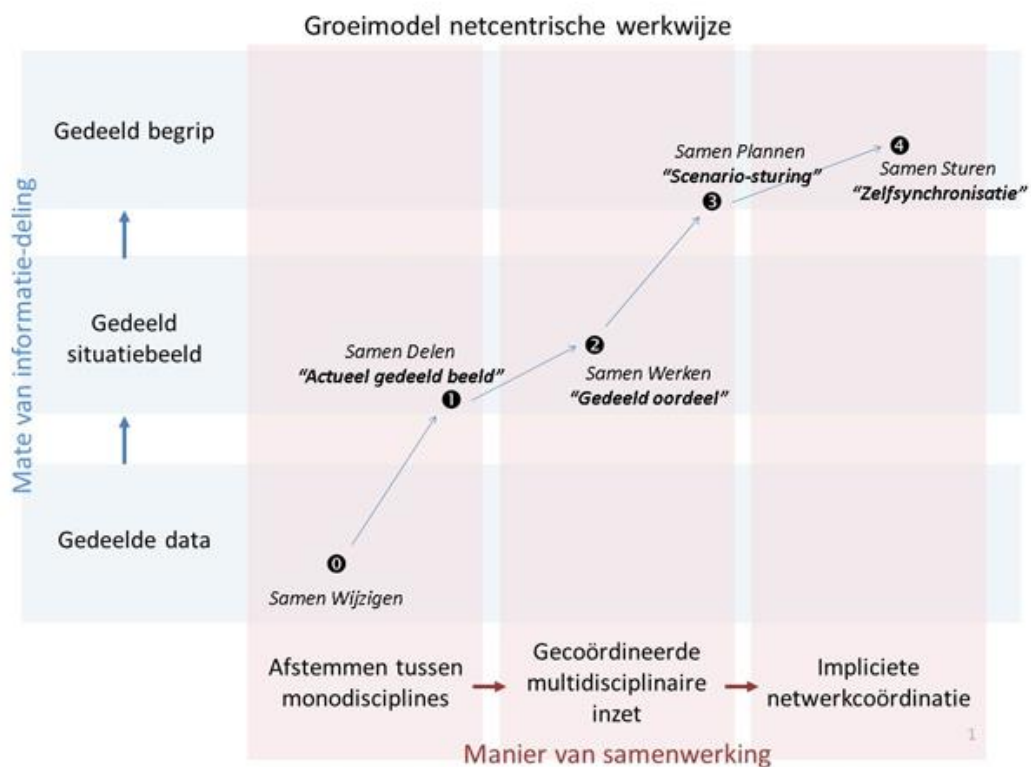 Groeimodel netcentrische werkwijze
Mate van informatie-deling
Gedeeld begrip
Samen Plannen
"Scenario-sturing"
❸
❹
Samen Sturen
"Zelfsynchronisatie"
Gedeeld
situatiebeeld
Samen Delen
"Actueel gedeeld beeld"
❶
❷
Samen Werken
"Gedeeld oordeel"
Gedeelde data
⓿
Samen Wijzigen
Afstemmen tussen
monodisciplines
Gecoördineerde
multidisciplinaire
inzet
Impliciete
netwerkcoördinatie
1
Manier van samenwerking